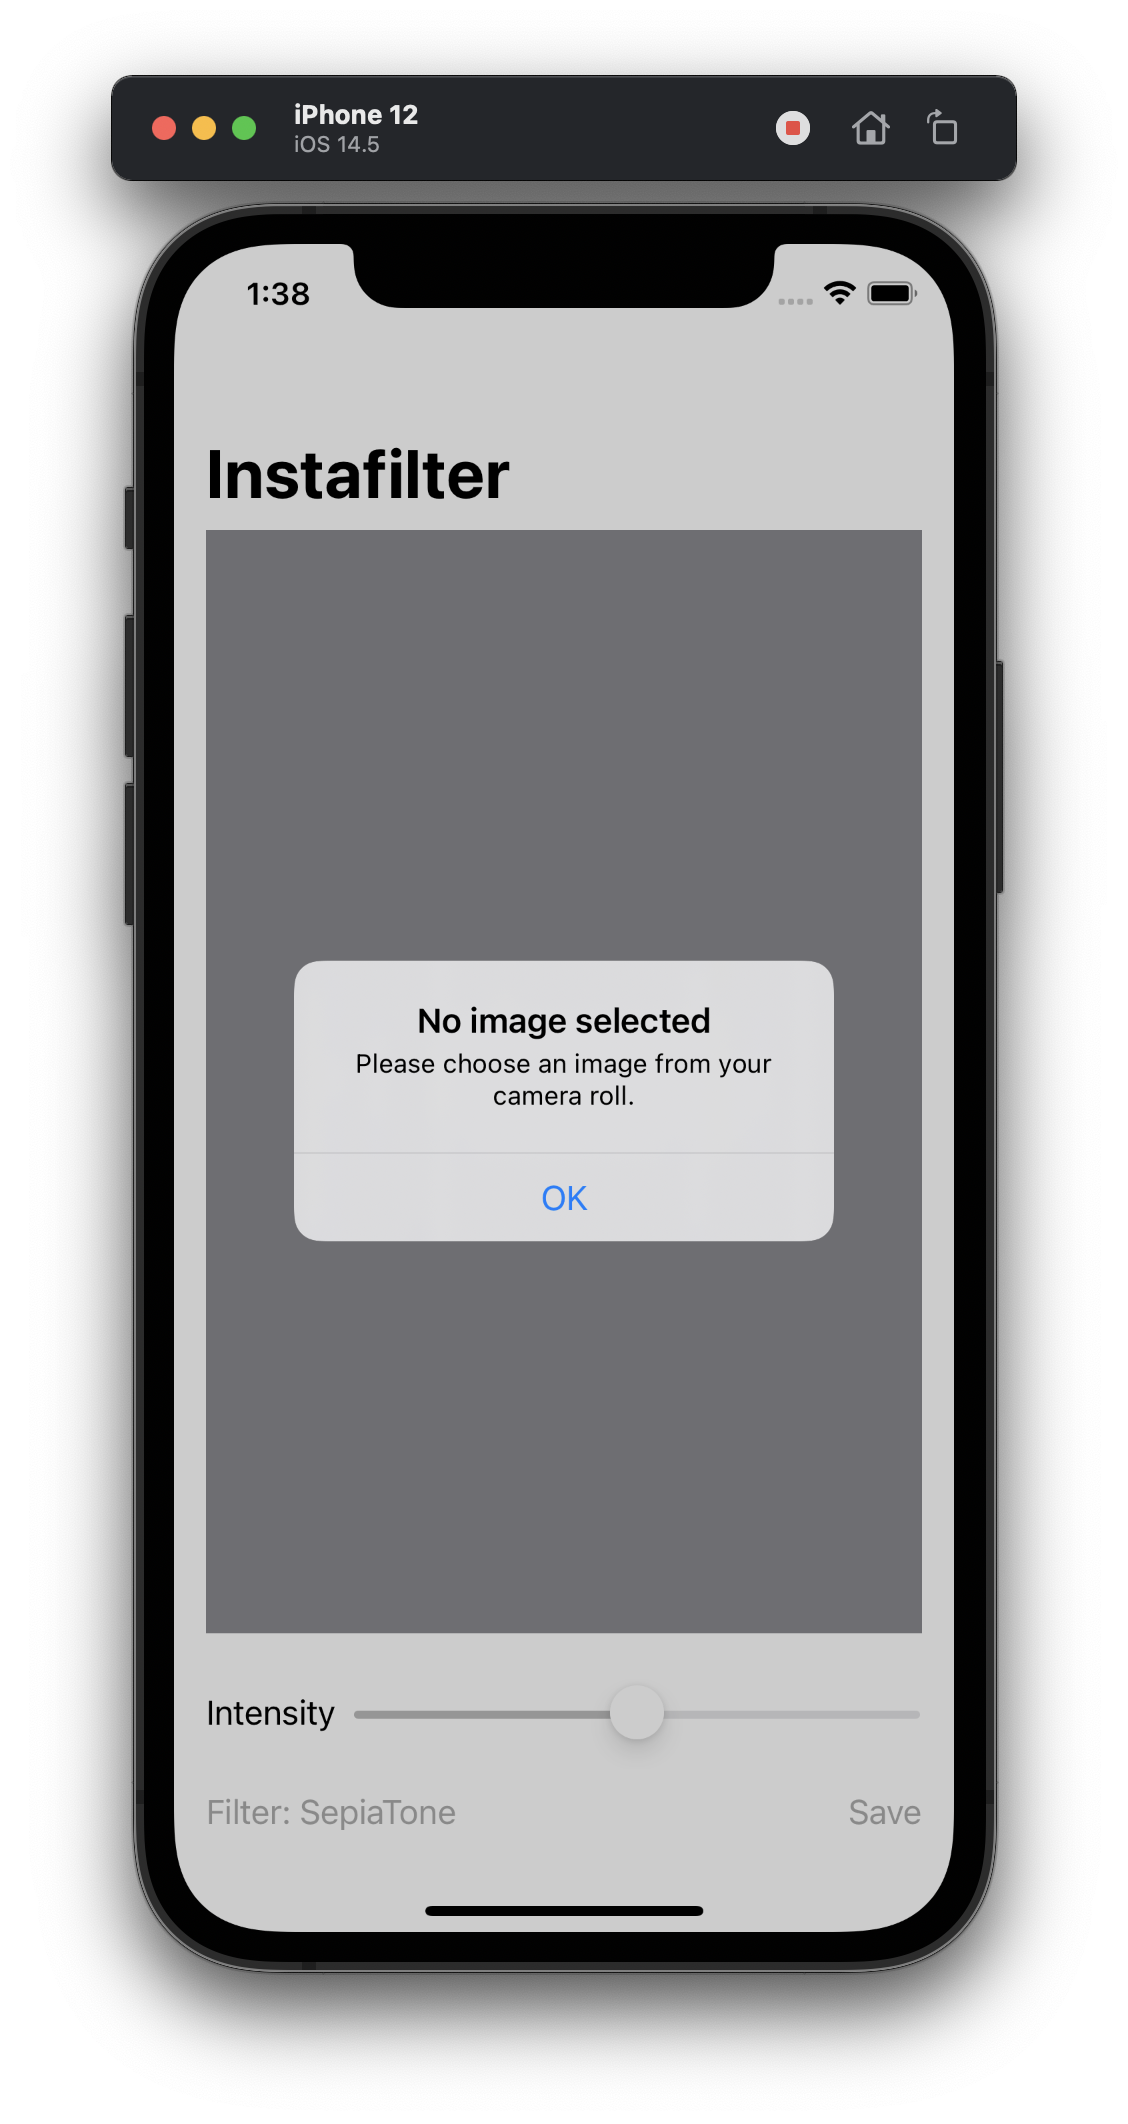 iPhone 12
iOS 14.5
1:38
Instafilter
No image selected
Please choose an image from your
camera roll.
OK
Intensity
Filter: SepiaTone
Save